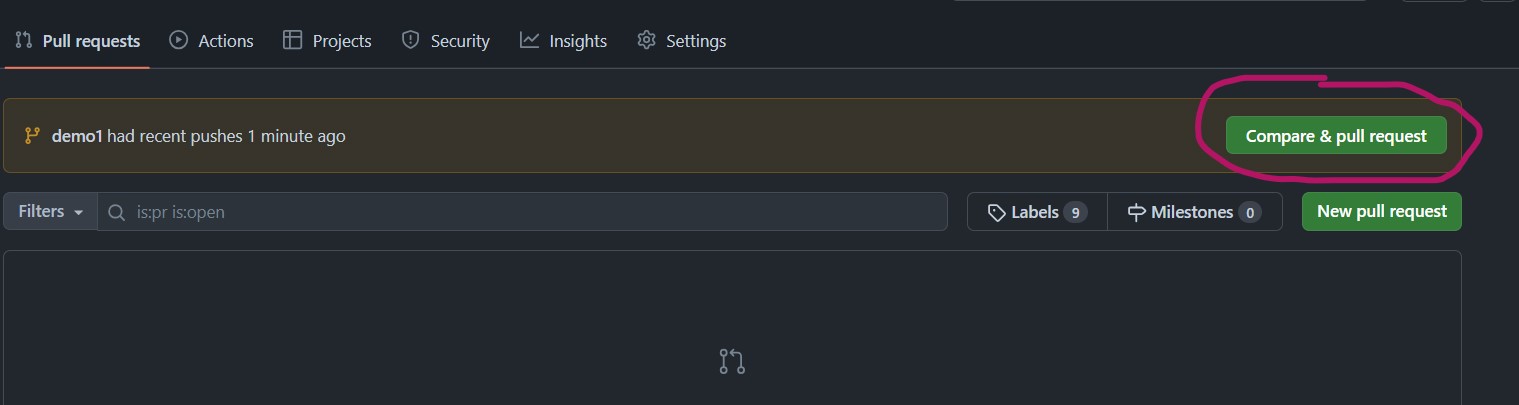 Pull requests Actions Projects Security Insights Settings
demo1 had recent pushes 1 minute ago Compare & pull request
Filters is:pr is:open Labels 9 Milestones 0 New pull request